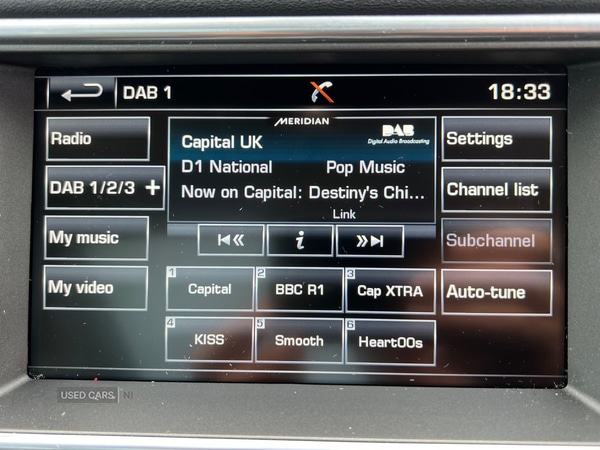 DAB 1
18:33
MERIDIAN
Radio
Capital UK
DAB
Digital Audio Broadcasting
Settings
D1 National Pop Music
DAB 1/2/3 +
Now on Capital: Destiny's Chi...
Channel list
Link
My music
i
Subchannel
My video
1 Capital
2 BBC R1
3 Cap XTRA
Auto-tune
4 KISS
5 Smooth
6 Heart00s
USED CARS NI